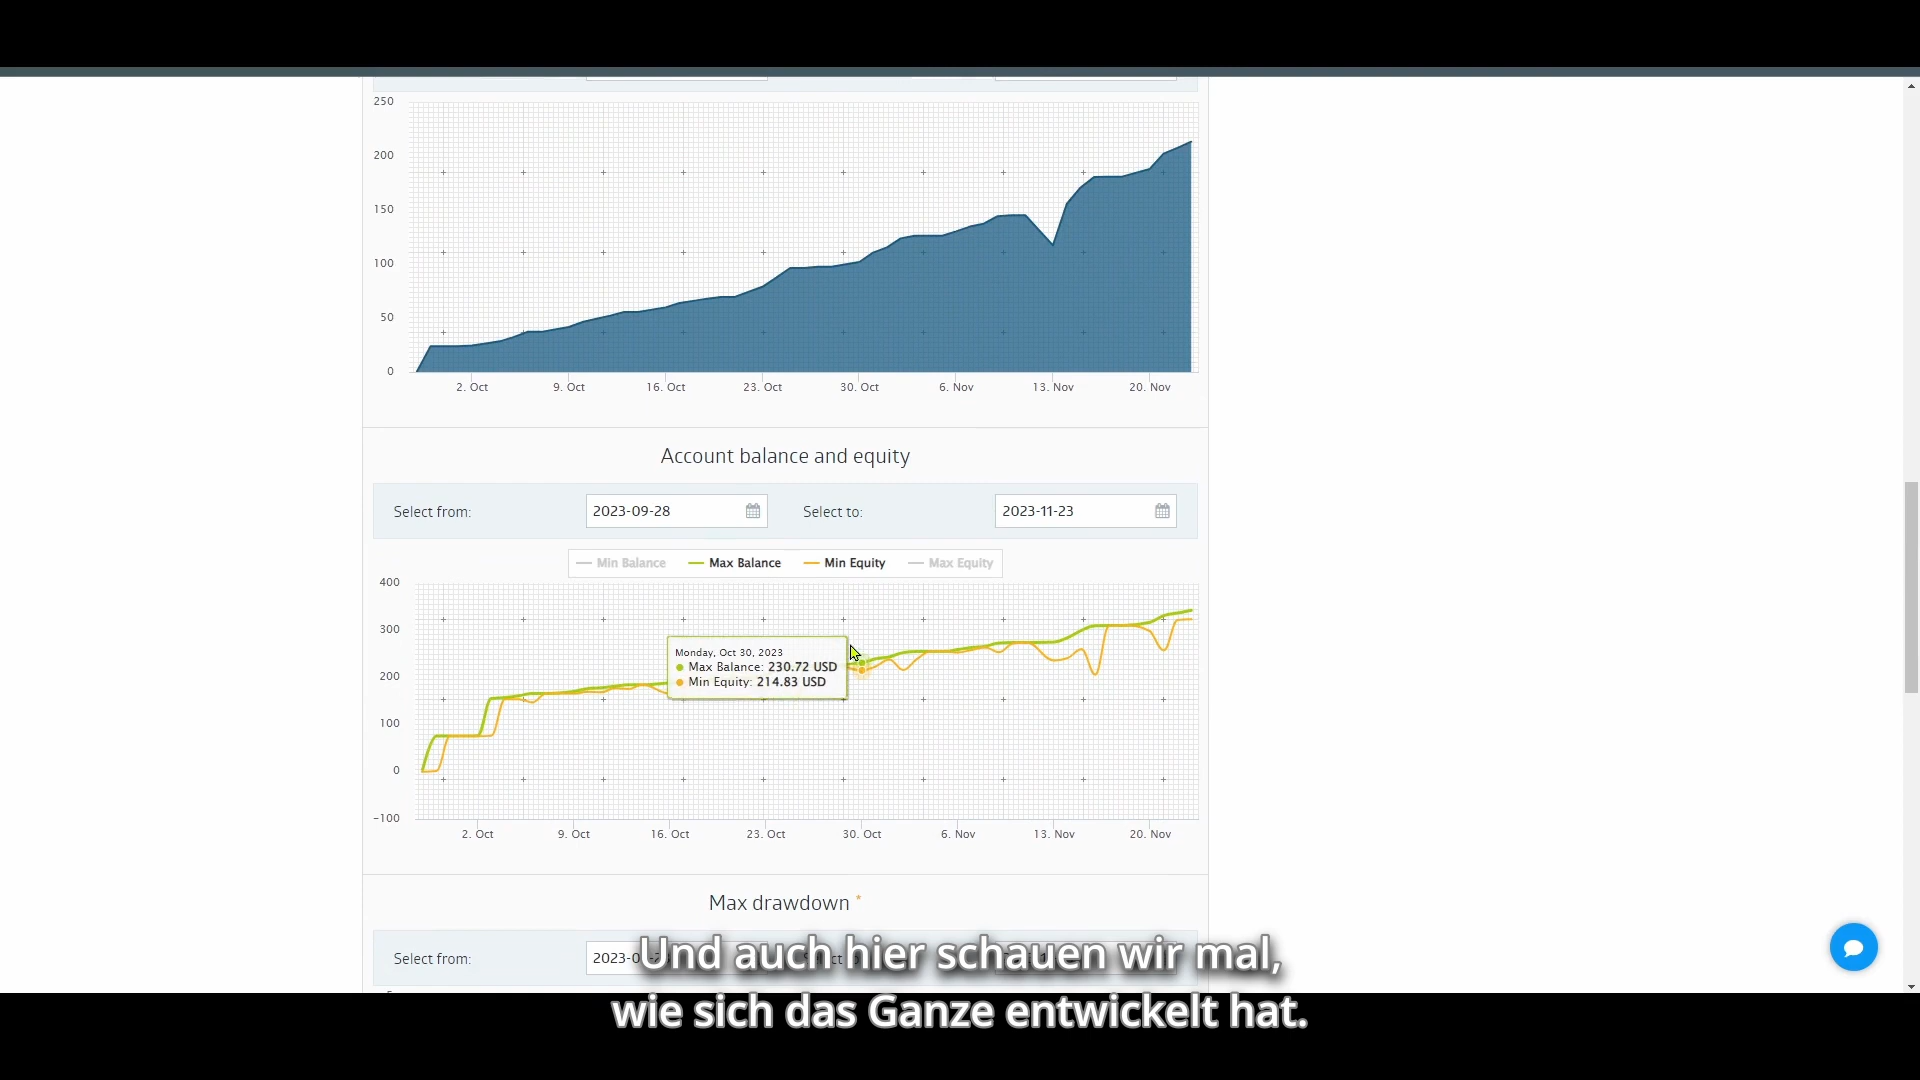 250
200
150
100
50
0
2. Oct 9. Oct 16. Oct 23. Oct 30. Oct 6. Nov 13. Nov 20. Nov
Account balance and equity
Select from: 2023-09-28 Select to: 2023-11-23
Min Balance Max Balance Min Equity Max Equity
400
300
Monday, Oct 30, 2023
Max Balance: 230.72 USD
200
Min Equity: 214.83 USD
100
0
-100
2. Oct 9. Oct 16. Oct 23. Oct 30. Oct 6. Nov 13. Nov 20. Nov
Max drawdown *
Select from:
Und auch hier schauen wir mal,
wie sich das Ganze entwickelt hat.